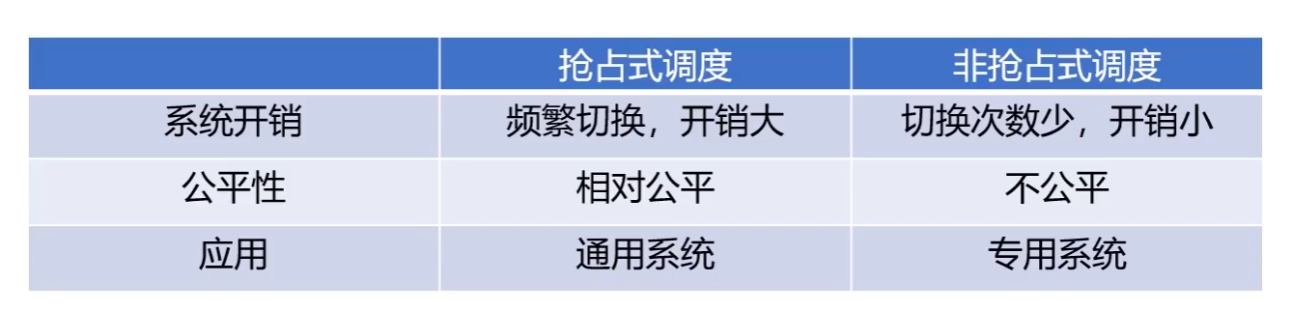 抢占式调度 非抢占式调度
系统开销 频繁切换，开销大 切换次数少，开销小
公平性 相对公平 不公平
应用 通用系统 专用系统